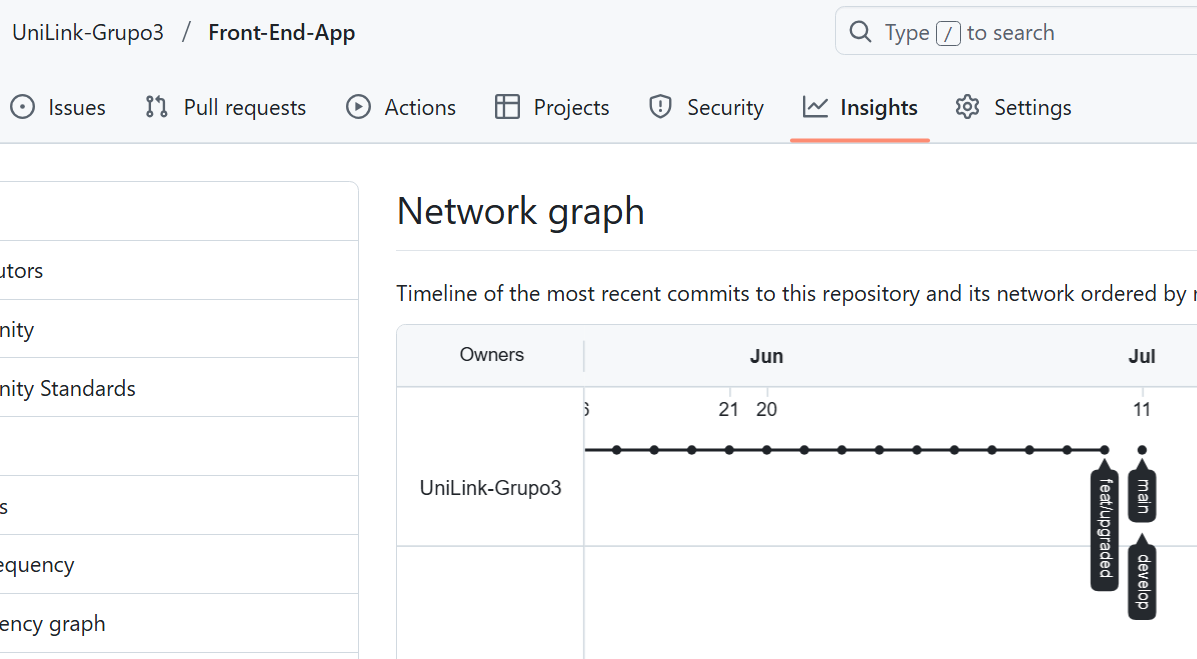 UniLink-Grupo3 / Front-End-App
Type / to search
Issues
Pull requests
Actions
Projects
Security
Insights
Settings
utors
nity
nity Standards
s
equency
ency graph
Network graph
Timeline of the most recent commits to this repository and its network ordered by
Owners
Jun
Jul
21
20
11
UniLink-Grupo3
feat/upgraded
main
develop